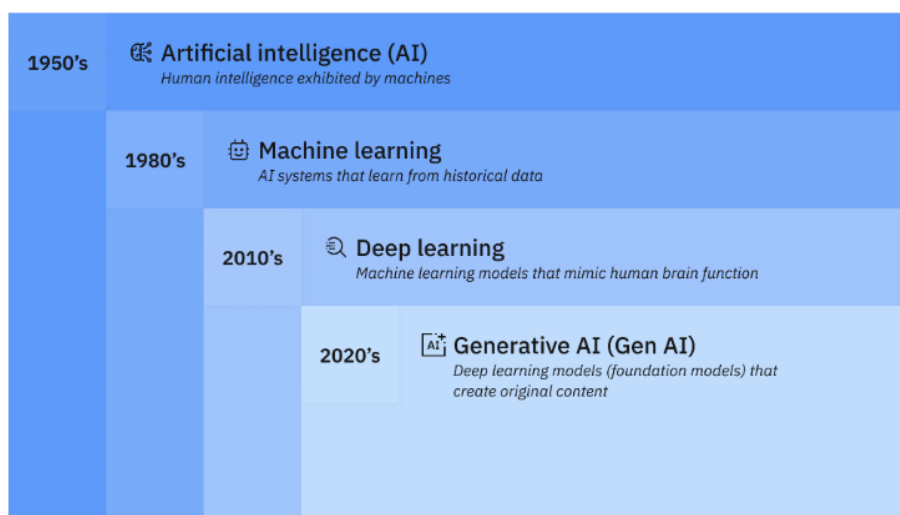 1950's
Artificial intelligence (AI)
Human intelligence exhibited by machines
1980's
Machine learning
AI systems that learn from historical data
2010's
Deep learning
Machine learning models that mimic human brain function
2020's
AI
Generative AI (Gen AI)
Deep learning models (foundation models) that
create original content